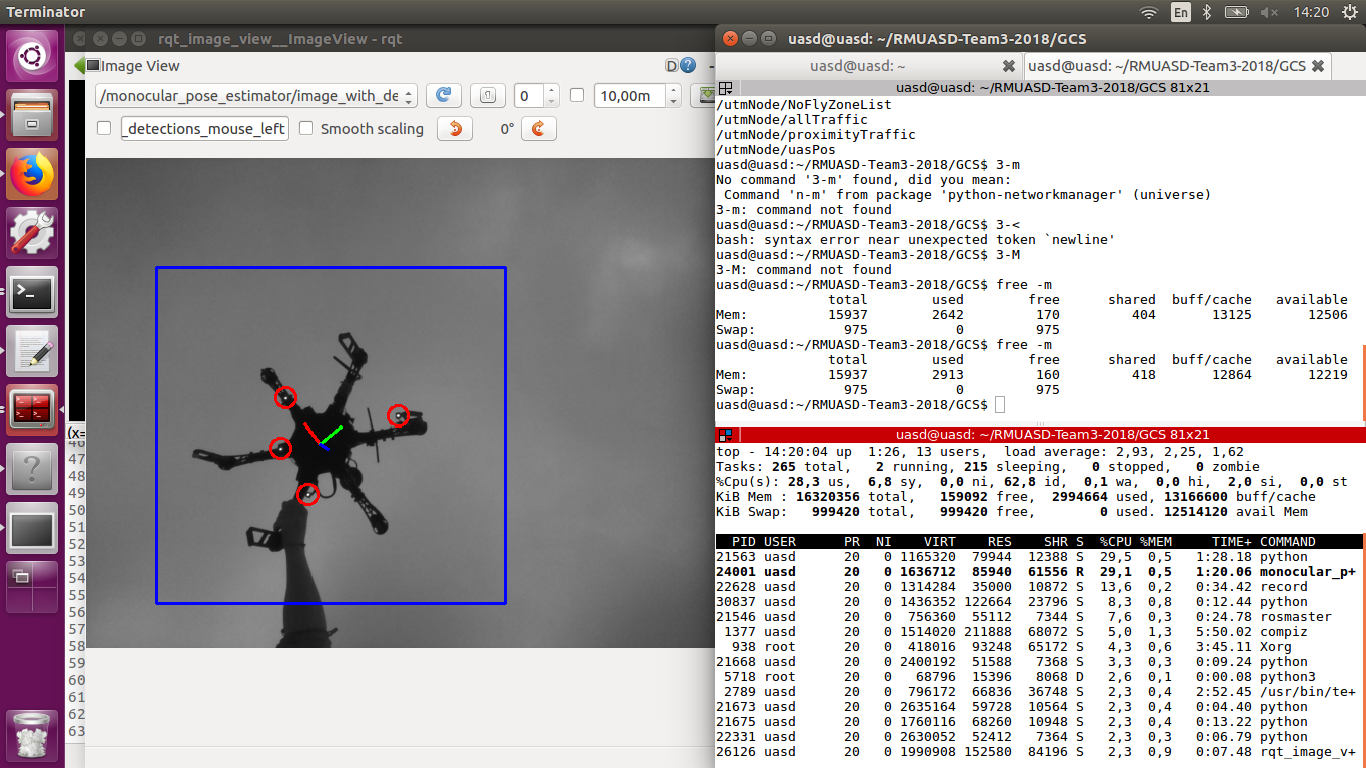 Terminator
En
14:20
rqt_image_view__ImageView - rqt
Image View
D
/monocular_pose_estimator/image_with_de
0
10,00m
_detections_mouse_left
Smooth scaling
0°
(x=
46
47
48
49
50
51
52
53
54
55
56
57
58
59
60
61
62
63
uasd@uasd: ~/RMUASD-Team3-2018/GCS
uasd@uasd: ~
uasd@uasd: ~/RMUASD-Team3-2018/GCS
uasd@uasd: ~/RMUASD-Team3-2018/GCS 81x21
/utmNode/NoFlyZoneList
/utmNode/allTraffic
/utmNode/proximityTraffic
/utmNode/uasPos
uasd@uasd:~/RMUASD-Team3-2018/GCS$ 3-m
No command '3-m' found, did you mean:
 Command 'n-m' from package 'python-networkmanager' (universe)
3-m: command not found
uasd@uasd:~/RMUASD-Team3-2018/GCS$ 3-<
bash: syntax error near unexpected token `newline'
uasd@uasd:~/RMUASD-Team3-2018/GCS$ 3-M
3-M: command not found
uasd@uasd:~/RMUASD-Team3-2018/GCS$ free -m
              total        used        free      shared  buff/cache   available
Mem:          15937        2642         170         404       13125       12506
Swap:           975           0         975
uasd@uasd:~/RMUASD-Team3-2018/GCS$ free -m
              total        used        free      shared  buff/cache   available
Mem:          15937        2913         160         418       12864       12219
Swap:           975           0         975
uasd@uasd:~/RMUASD-Team3-2018/GCS$
uasd@uasd: ~/RMUASD-Team3-2018/GCS 81x21
top - 14:20:04 up  1:26, 13 users,  load average: 2,93, 2,25, 1,62
Tasks: 265 total,   2 running, 215 sleeping,   0 stopped,   0 zombie
%Cpu(s): 28,3 us,  6,8 sy,  0,0 ni, 62,8 id,  0,1 wa,  0,0 hi,  2,0 si,  0,0 st
KiB Mem : 16320356 total,   159092 free,  2994664 used, 13166600 buff/cache
KiB Swap:   999420 total,   999420 free,        0 used. 12514120 avail Mem
  PID USER      PR  NI    VIRT    RES    SHR S  %CPU %MEM     TIME+ COMMAND
21563 uasd      20   0 1165320  79944  12388 S  29,5  0,5   1:28.18 python
24001 uasd      20   0 1636712  85940  61556 R  29,1  0,5   1:20.06 monocular_p+
22628 uasd      20   0 1314284  35000  10872 S  13,6  0,2   0:34.42 record
30837 uasd      20   0 1436352 122664  23796 S   8,3  0,8   0:12.44 python
21546 uasd      20   0  756360  55112   7344 S   7,6  0,3   0:24.78 rosmaster
 1377 uasd      20   0 1514020 211888  68072 S   5,0  1,3   5:50.02 compiz
  938 root      20   0  418016  93248  65172 S   4,3  0,6   3:45.11 Xorg
21668 uasd      20   0 2400192  51588   7368 S   3,3  0,3   0:09.24 python
 5718 root      20   0   68796  15396   8068 D   2,6  0,1   0:00.08 python3
 2789 uasd      20   0  796172  66836  36748 S   2,3  0,4   2:52.45 /usr/bin/te+
21673 uasd      20   0 2635164  59728  10564 S   2,3  0,4   0:04.40 python
21675 uasd      20   0 1760116  68260  10948 S   2,3  0,4   0:13.22 python
22331 uasd      20   0 2630052  52412   7364 S   2,3  0,3   0:06.79 python
26126 uasd      20   0 1990908 152580  84196 S   2,3  0,9   0:07.48 rqt_image_v+